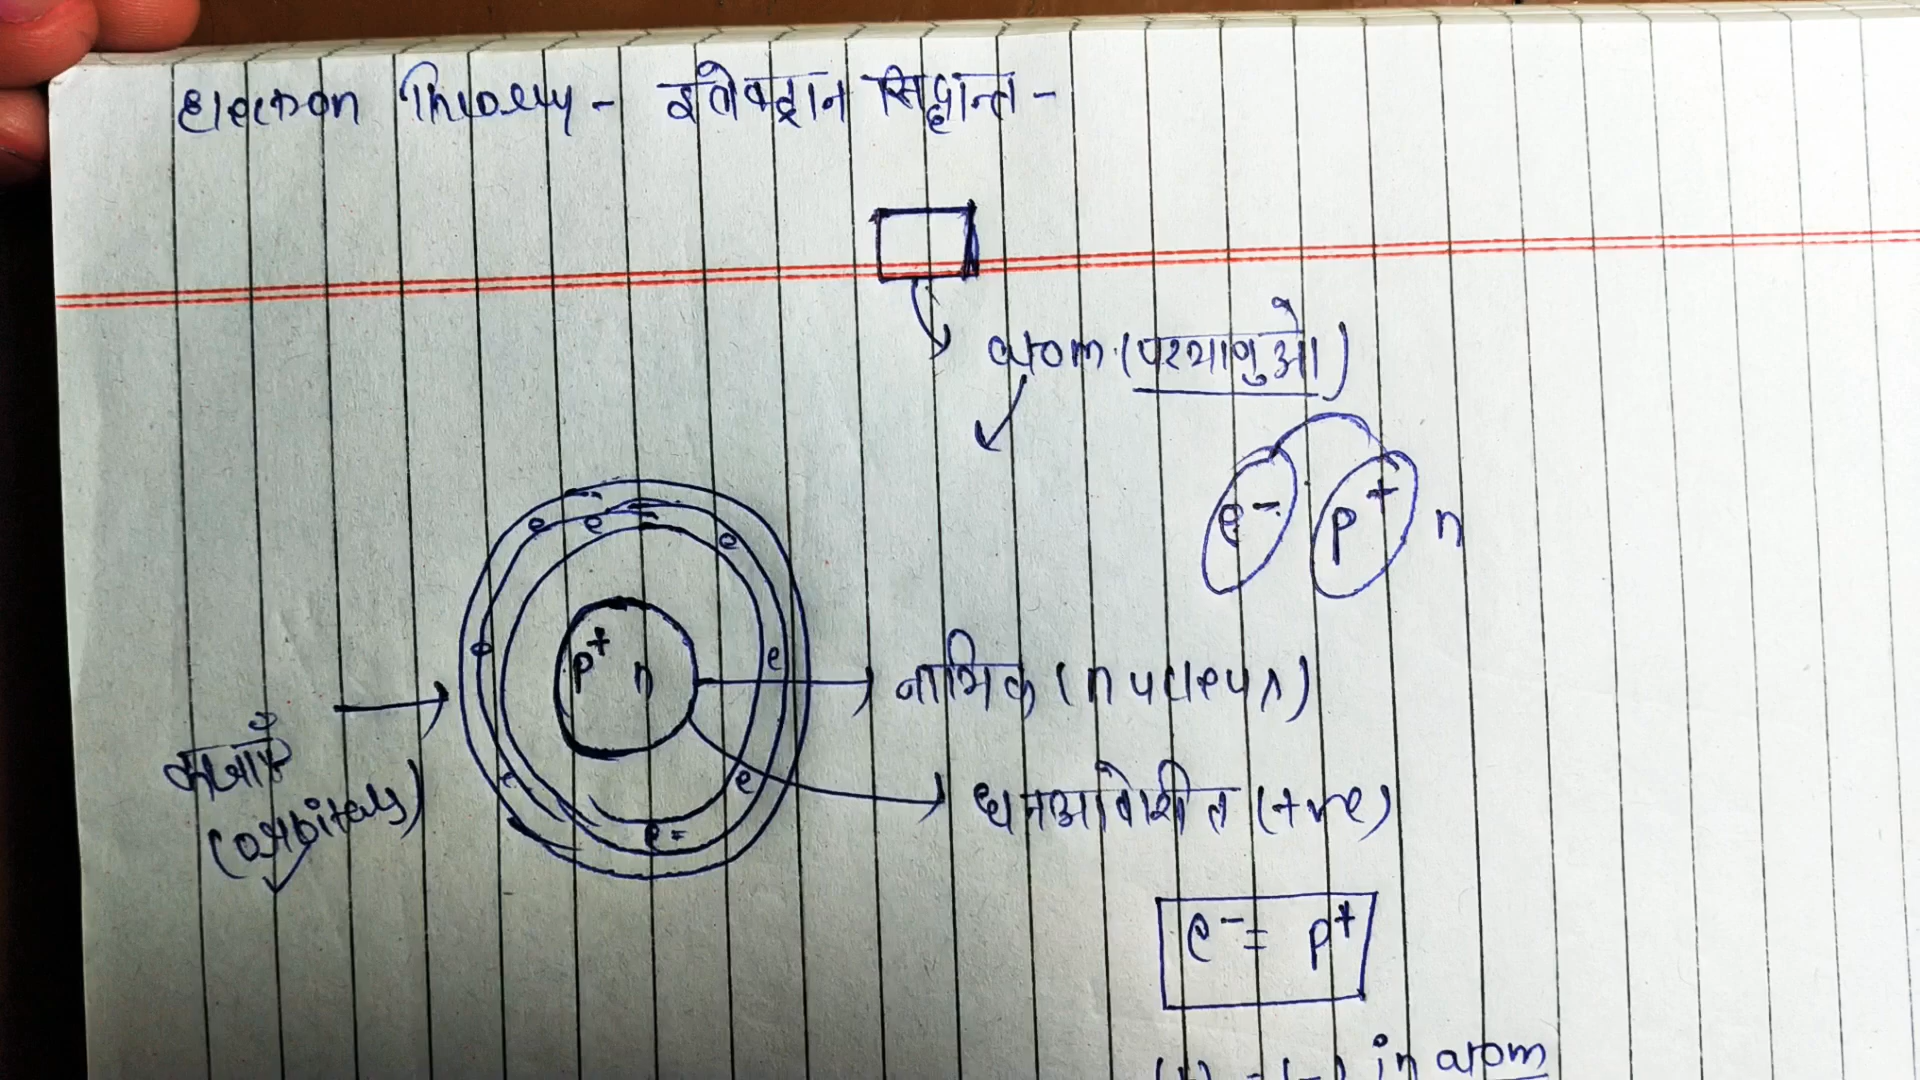 Electron Theory - इलेक्ट्रान सिद्धान्त -
atom (परमाणुओं)
e⁻ p⁺ n
e e e
p⁺ n
e e
नाभिक (nucleus)
कक्षाऐं
(orbitals)
e e
धनआवेशीत (+ve)
e =
e⁻ = p⁺
(+) = (-) in atom